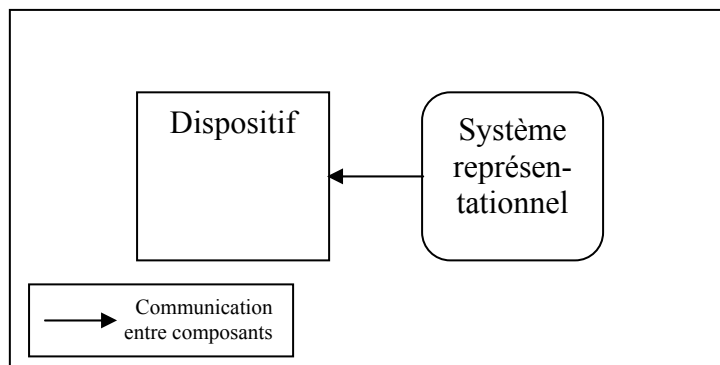 Dispositif
Système
représen-
tationnel
Communication
entre composants